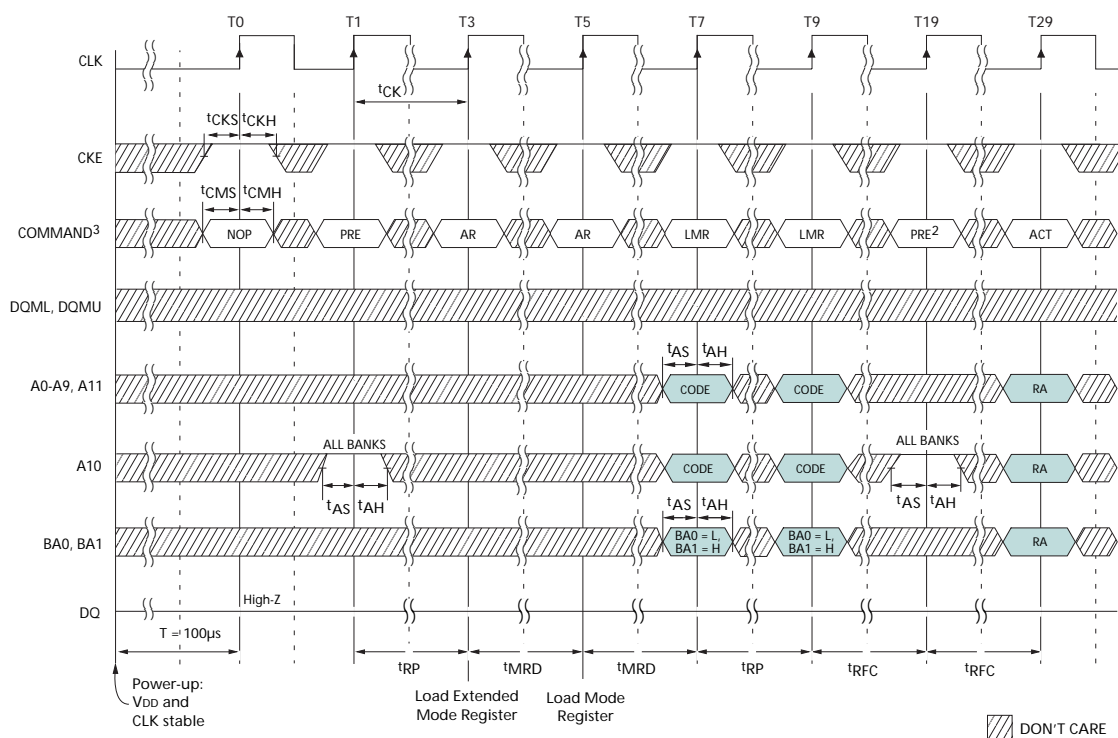 T0 T1 T3 T5 T7 T9 T19 T29
CLK
tCK
tCKS tCKH
CKE
tCMS tCMH
COMMAND3 NOP PRE AR AR LMR LMR PRE2 ACT
DQML, DQMU
tAS tAH
A0-A9, A11 CODE CODE RA
ALL BANKS ALL BANKS
A10 CODE CODE RA
tAS tAH tAS tAH tAS tAH
BA0, BA1 BA0 = L, BA1 = H BA0 = L, BA1 = H RA
High-Z
DQ
T = 100µs
tRP tMRD tMRD tRP tRFC tRFC
Power-up:
VDD and
CLK stable
Load Extended
Mode Register
Load Mode
Register
DON'T CARE